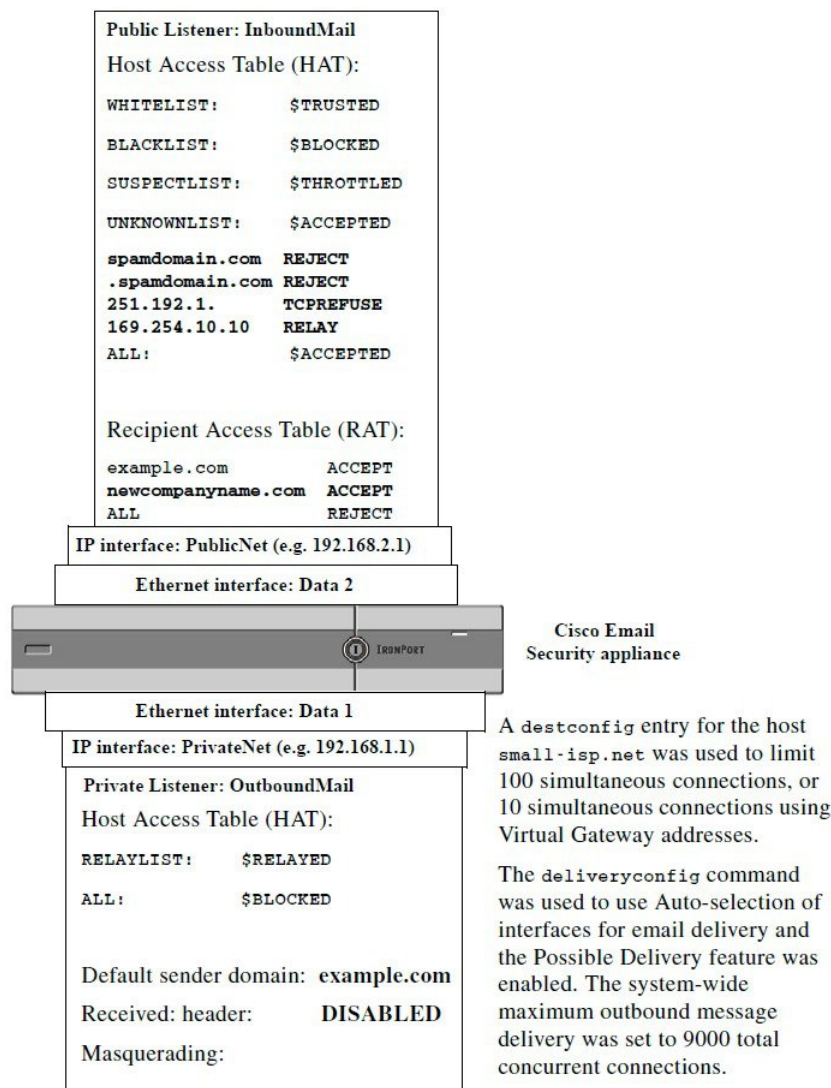 Public Listener: InboundMail
Host Access Table (HAT):
WHITELIST: $TRUSTED
BLACKLIST: $BLOCKED
SUSPECTLIST: $THROTTLED
UNKNOWNLIST: $ACCEPTED
spamdomain.com REJECT
.spamdomain.com REJECT
251.192.1. TCPREFUSE
169.254.10.10 RELAY
ALL: $ACCEPTED
Recipient Access Table (RAT):
example.com ACCEPT
newcompanyname.com ACCEPT
ALL REJECT
IP interface: PublicNet (e.g. 192.168.2.1)
Ethernet interface: Data 2
IRONPORT
Cisco Email
Security appliance
Ethernet interface: Data 1
IP interface: PrivateNet (e.g. 192.168.1.1)
Private Listener: OutboundMail
Host Access Table (HAT):
RELAYLIST: $RELAYED
ALL: $BLOCKED
Default sender domain: example.com
Received: header: DISABLED
Masquerading:
A destconfig entry for the host
small-isp.net was used to limit
100 simultaneous connections, or
10 simultaneous connections using
Virtual Gateway addresses.
The deliveryconfig command
was used to use Auto-selection of
interfaces for email delivery and
the Possible Delivery feature was
enabled. The system-wide
maximum outbound message
delivery was set to 9000 total
concurrent connections.